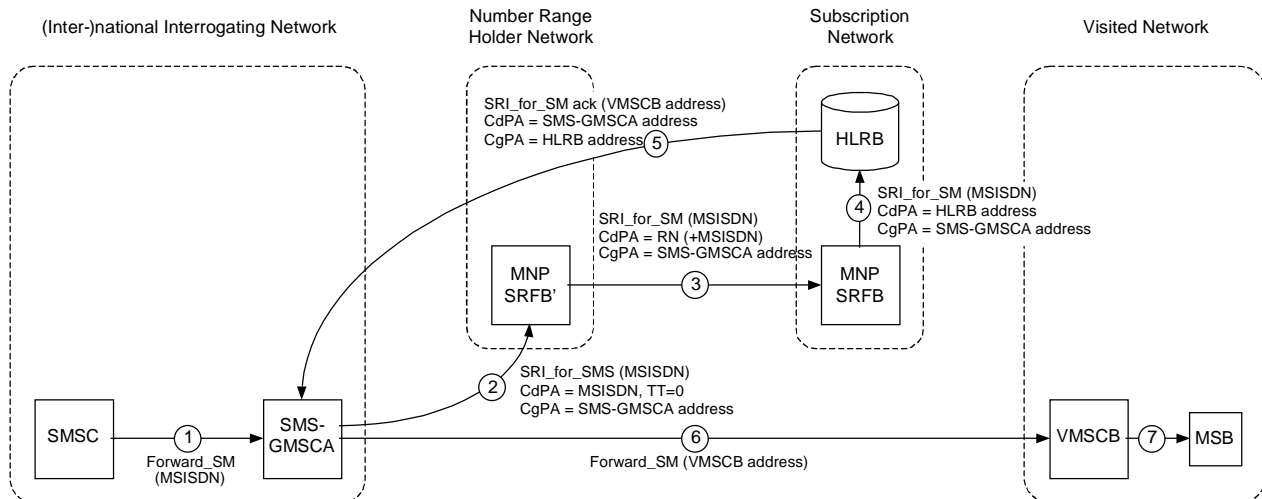 (Inter-)national Interrogating Network
Number Range
Holder Network
Subscription
Network
Visited Network
SRI_for_SM ack (VMSCB address)
CdPA = SMS-GMSCA address
CgPA = HLRB address
5
HLRB
SRI_for_SM (MSISDN)
CdPA = HLRB address
CgPA = SMS-GMSCA address
4
SRI_for_SM (MSISDN)
CdPA = RN (+MSISDN)
CgPA = SMS-GMSCA address
3
MNP
SRFB’
MNP
SRFB
SRI_for_SMS (MSISDN)
CdPA = MSISDN, TT=0
CgPA = SMS-GMSCA address
2
SMSC
1
Forward_SM
(MSISDN)
SMS-
GMSCA
6
Forward_SM (VMSCB address)
VMSCB
7
MSB